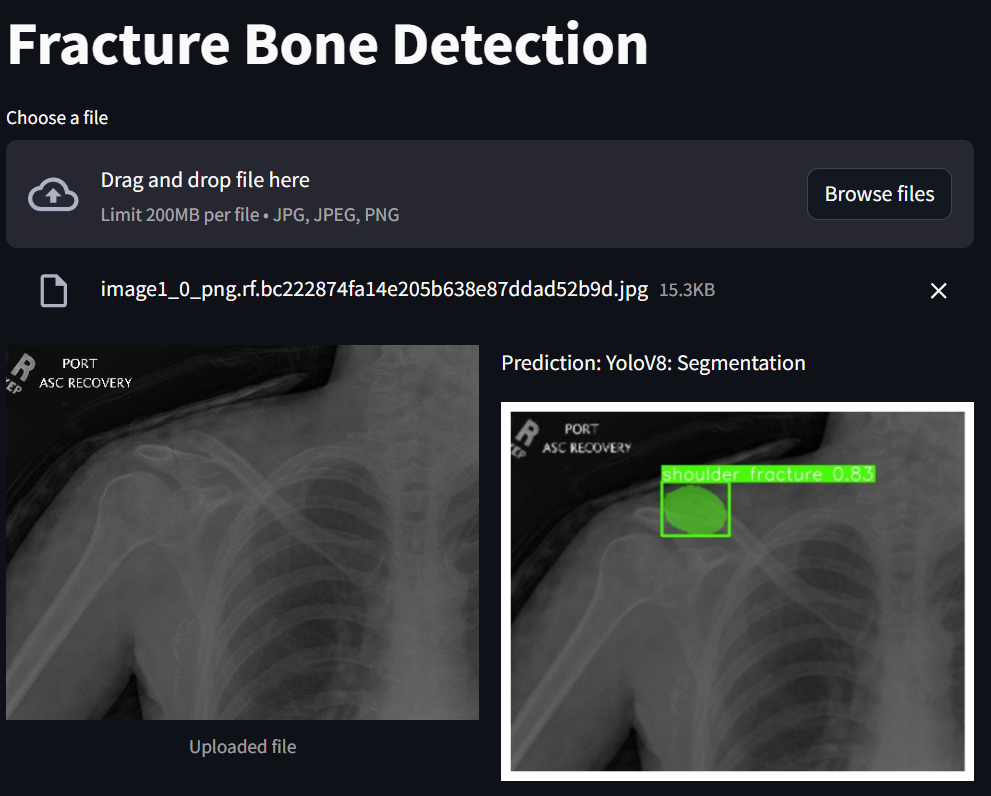 Fracture Bone Detection
Choose a file
Drag and drop file here
Limit 200MB per file • JPG, JPEG, PNG
Browse files
image1_0_png.rf.bc222874fa14e205b638e87ddad52b9d.jpg 15.3KB
R
PORT
ASC RECOVERY
Uploaded file
Prediction: YoloV8: Segmentation
R
PORT
ASC RECOVERY
shoulder fracture 0.83